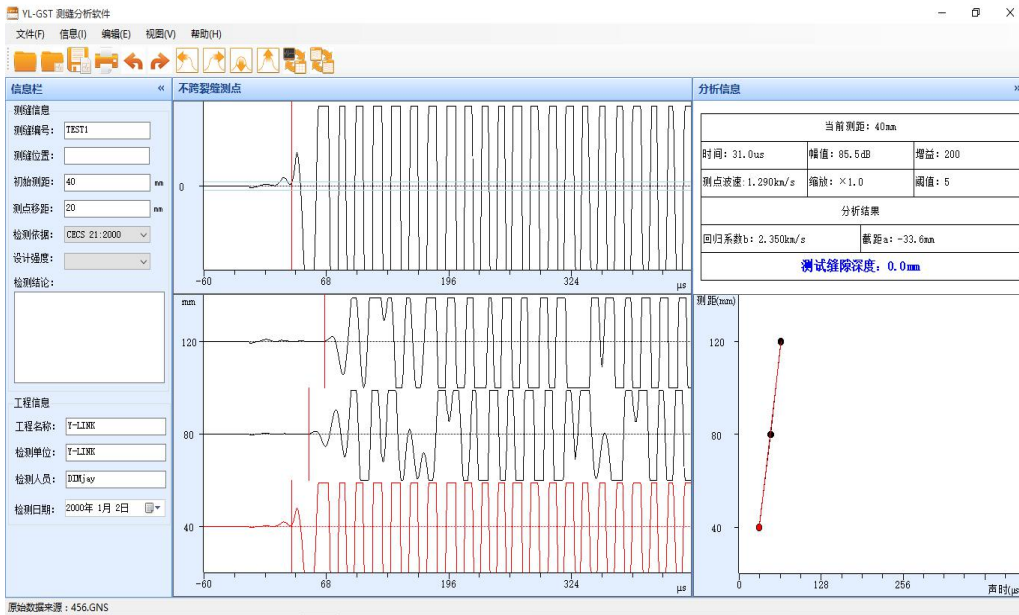 YL-GST 测缝分析软件
文件(F) 信息(I) 编辑(E) 视图(V) 帮助(H)
信息栏 «
不跨裂缝测点
分析信息 »
测缝信息
测缝编号: TEST1
测缝位置:
初始测距: 40 mm
测点移距: 20 mm
检测依据: CECS 21:2000
设计强度:
检测结论:
工程信息
工程名称: Y-LINK
检测单位: Y-LINK
检测人员: DIMjay
检测日期: 2000年 1月 2日
0
-60 68 196 324 μs
mm
120
80
40
-60 68 196 324 μs
当前测距: 40mm
时间: 31.0us 幅值: 85.5dB 增益: 200
测点波速: 1.290km/s 缩放: ×1.0 阈值: 5
分析结果
回归系数b: 2.350km/s 截距a: -33.6mm
测试缝隙深度: 0.0mm
测距(mm)
120
80
40
0 128 256
声时(μs
原始数据来源：456.GNS